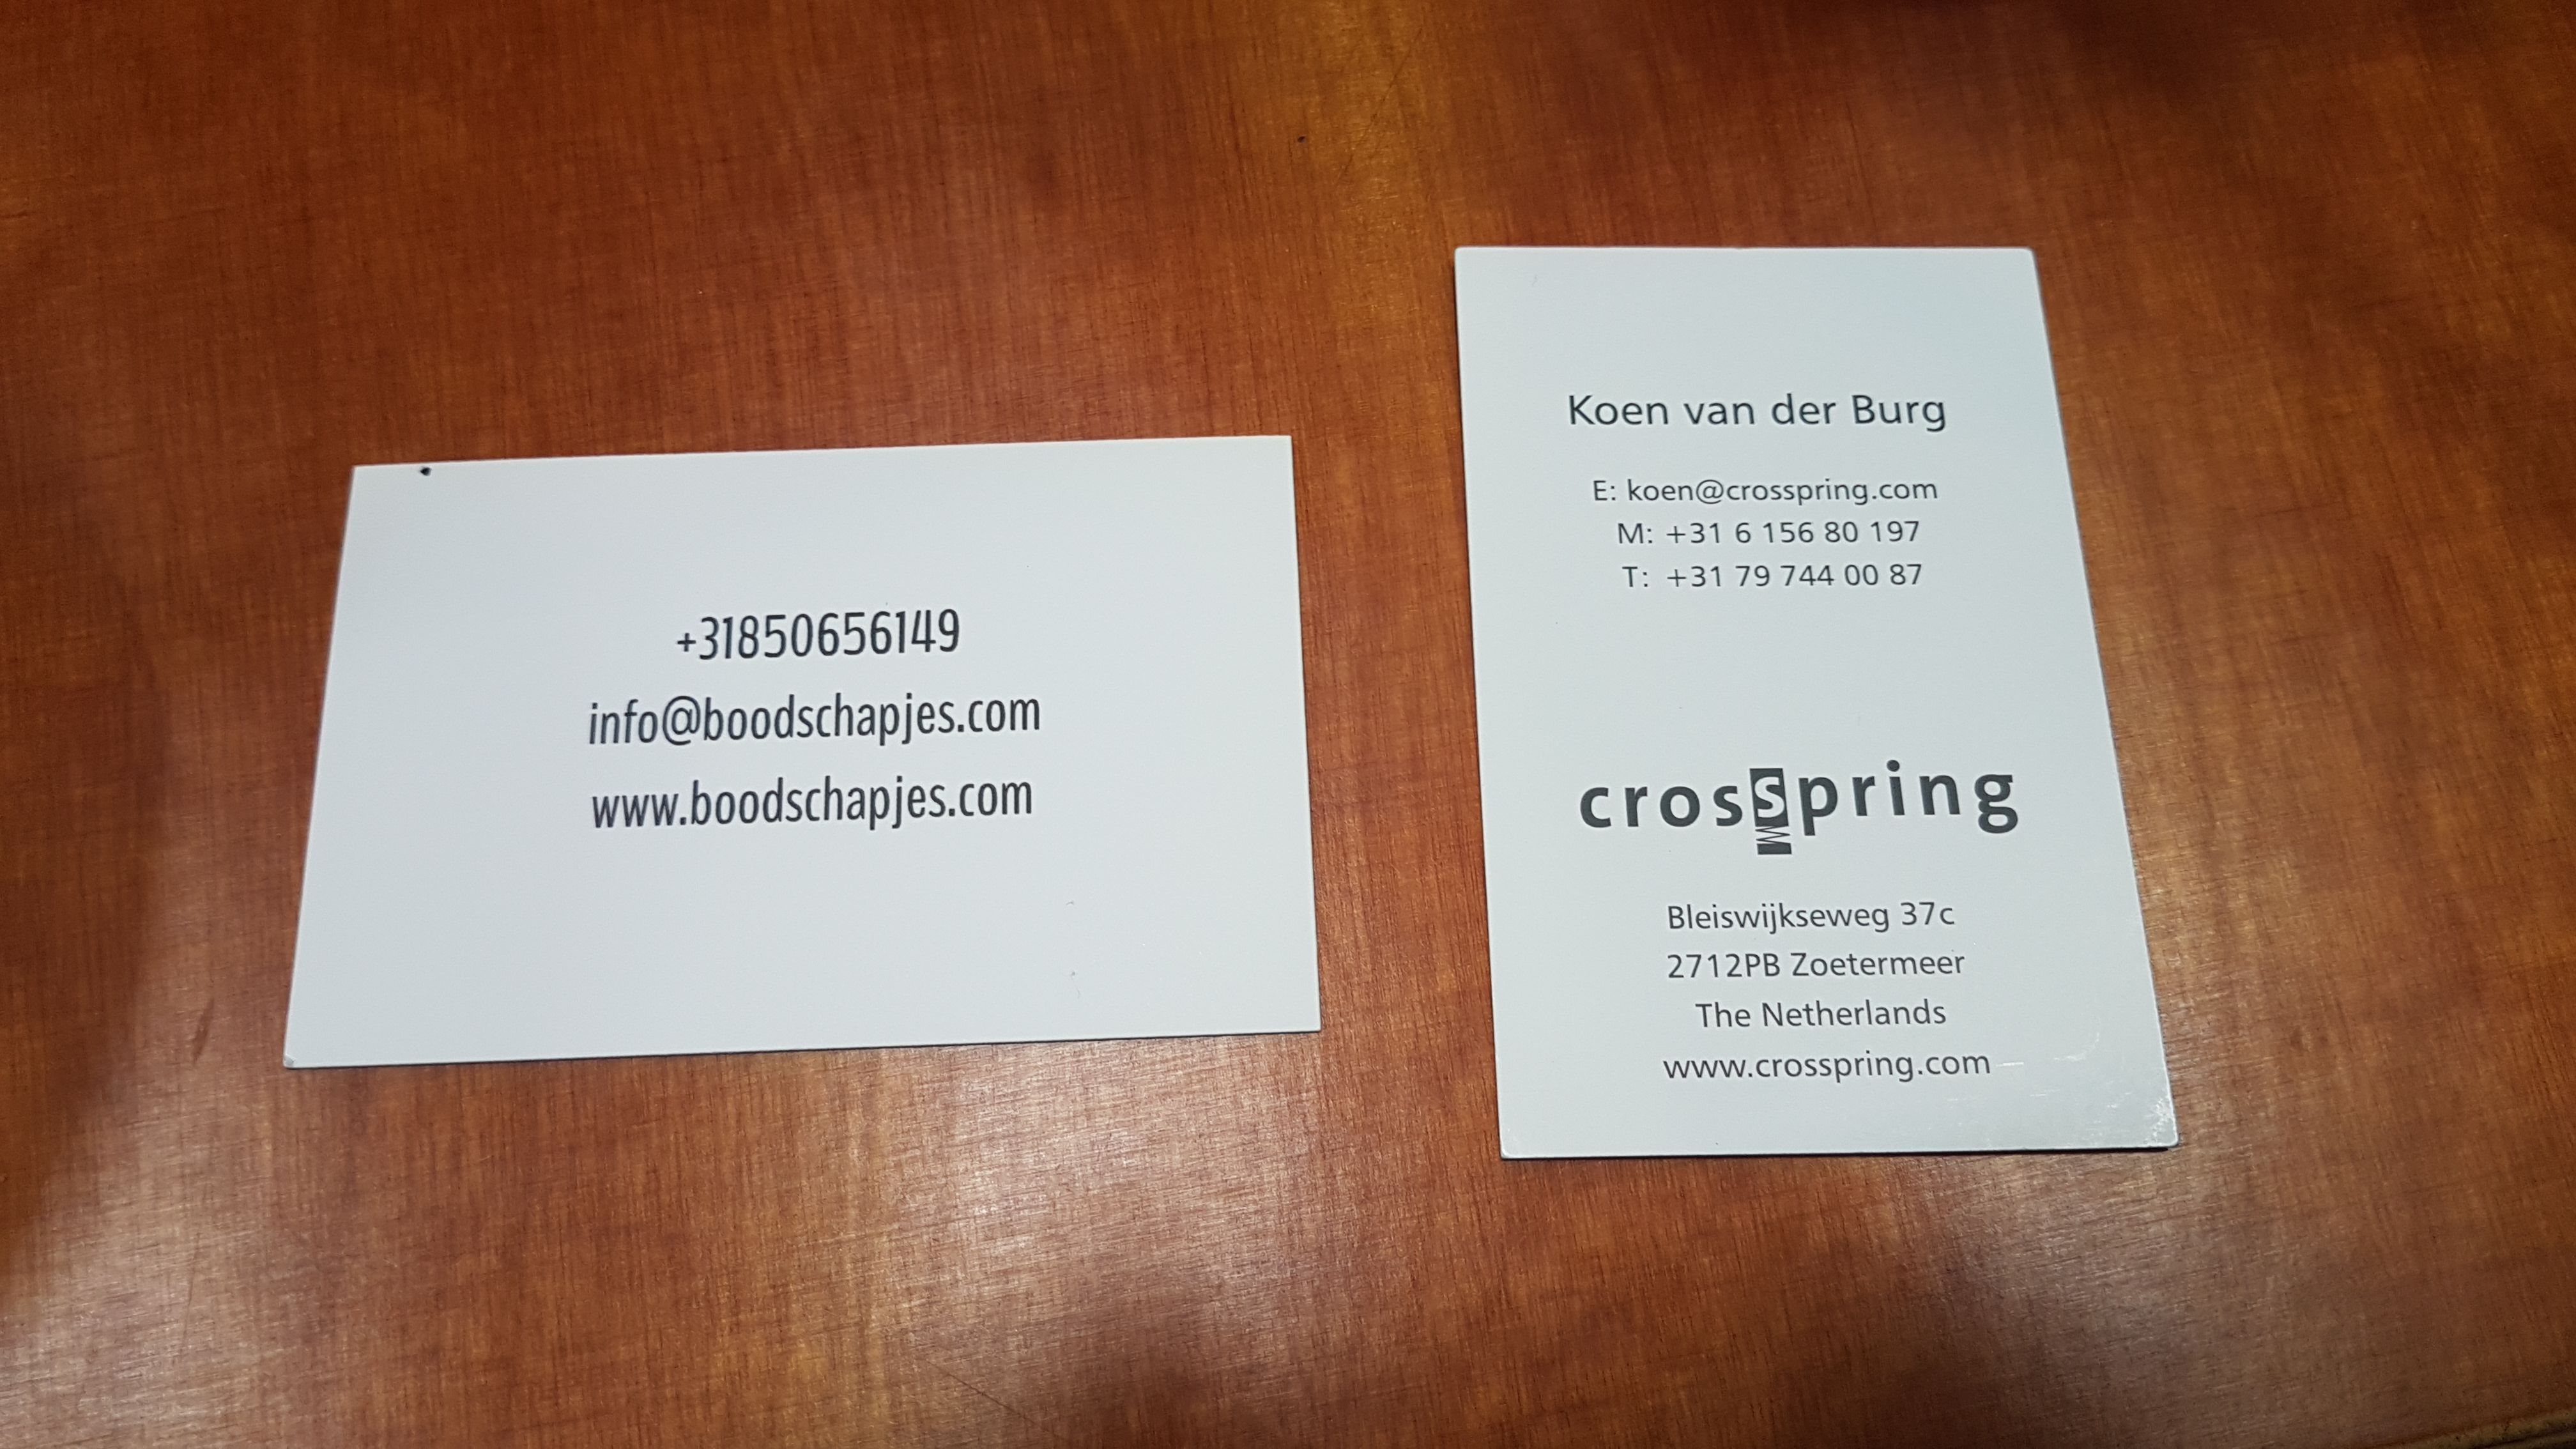 +31850656149
info@boodschapjes.com
www.boodschapjes.com
Koen van der Burg
E: koen@crosspring.com
M: +31 6 156 80 197
T: +31 79 744 00 87
crosspring
Bleiswijkseweg 37c
2712PB Zoetermeer
The Netherlands
www.crosspring.com